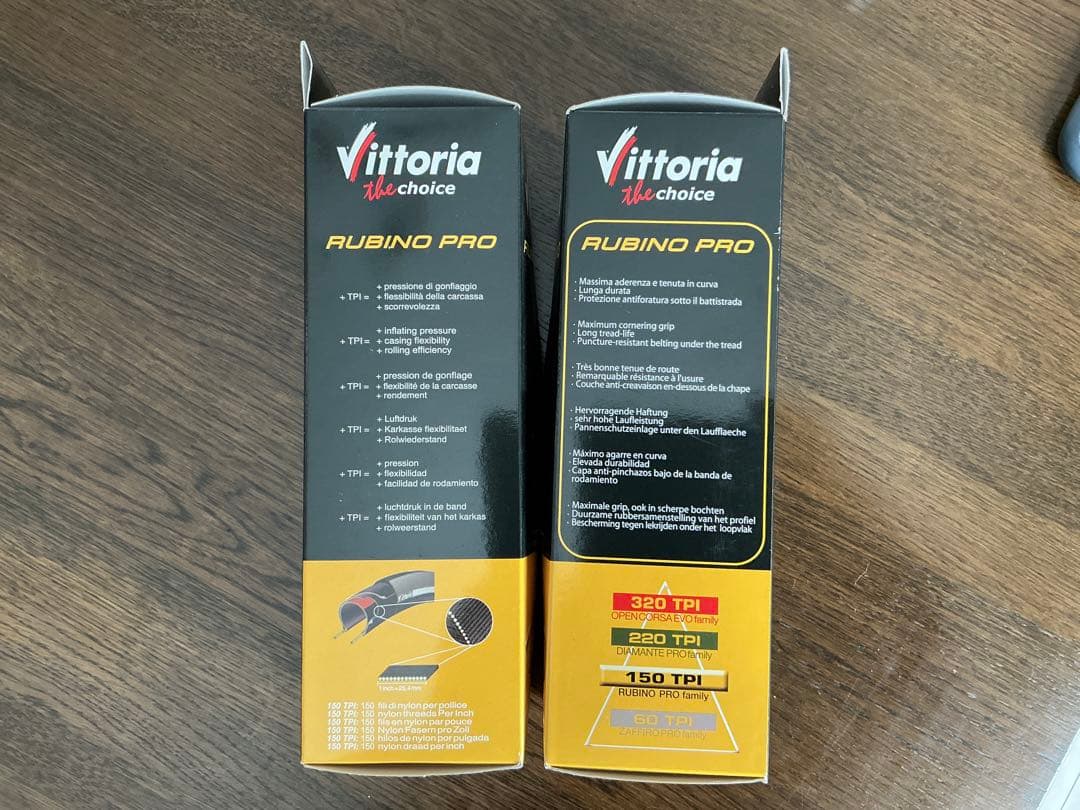 Vittoria
the choice
RUBINO PRO
+ pressione di gonfiaggio
+ TPI = + flessibilità della carcassa
+ scorrevolezza
+ inflating pressure
+ TPI = + casing flexibility
+ rolling efficiency
+ pression de gonflage
+ TPI = + flexibilité de la carcasse
+ rendement
+ Luftdruk
+ TPI = + Karkasse flexibilitaet
+ Rolwiederstand
+ pression
+ TPI = + flexibilidad
+ facilidad de rodamiento
+ luchtdruk in de band
+ TPI = + flexibiliteit van het karkas
+ rolweerstand
1 inch = 25,4 mm
150 TPI: 150 fili di nylon per pollice
150 TPI: 150 nylon threads Per Inch
150 TPI: 150 fils en nylon par pouce
150 TPI: 150 Nylon Fasern pro Zoll
150 TPI: 150 hilos de nylon por pulgada
150 TPI: 150 nylon draad per inch
Vittoria
the choice
RUBINO PRO
· Massima aderenza e tenuta in curva
· Lunga durata
· Protezione antiforatura sotto il battistrada
· Maximum cornering grip
· Long tread-life
· Puncture-resistant belting under the tread
· Très bonne tenue de route
· Remarquable résistance à l'usure
· Couche anti-creavaison en-dessous de la chape
· Hervorragende Haftung
· sehr hohe Laufleistung
· Pannenschutzeinlage unter den Laufflaeche
· Máximo agarre en curva
· Elevada durabilidad
· Capa anti-pinchazos bajo de la banda de
rodamiento
· Maximale grip, ook in scherpe bochten
· Duurzame rubbersamenstelling van het profiel
· Bescherming tegen lekrijden onder het loopvlak
320 TPI
OPEN CORSA EVO family
220 TPI
DIAMANTE PRO family
150 TPI
RUBINO PRO family
60 TPI
ZAFFIRO PRO family